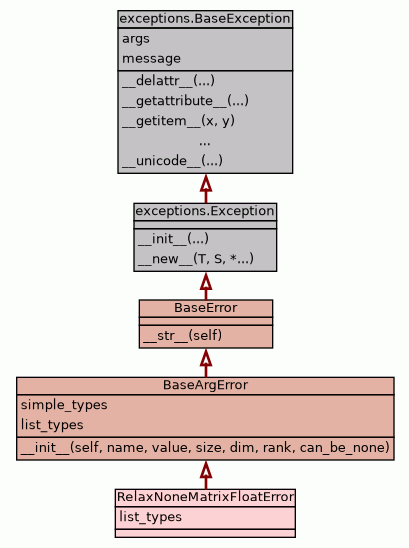 exceptions.BaseException
args
message
__delattr__(...)
__getattribute__(...)
__getitem__(x, y)
...
__unicode__(...)
exceptions.Exception
__init__(...)
__new__(T, S, *...)
BaseError
__str__(self)
BaseArgError
simple_types
list_types
__init__(self, name, value, size, dim, rank, can_be_none)
RelaxNoneMatrixFloatError
list_types